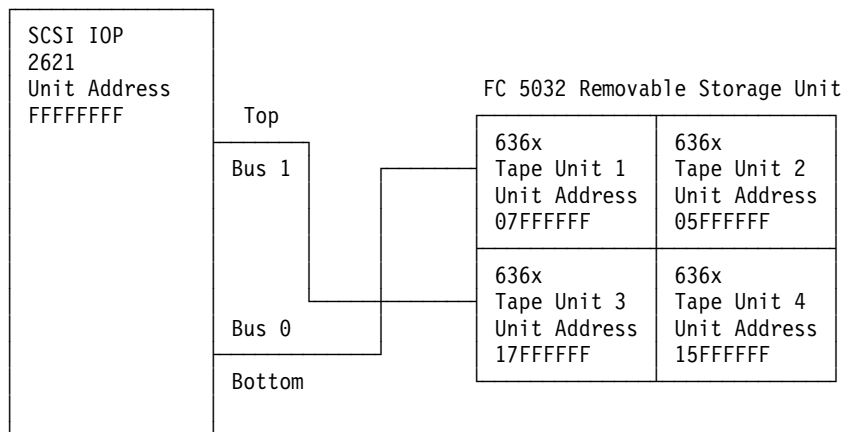 SCSI IOP
2621
Unit Address
FFFFFFFF
Top
Bus 1
Bus 0
Bottom
FC 5032 Removable Storage Unit
636x
Tape Unit 1
Unit Address
07FFFFFF
636x
Tape Unit 2
Unit Address
05FFFFFF
636x
Tape Unit 3
Unit Address
17FFFFFF
636x
Tape Unit 4
Unit Address
15FFFFFF